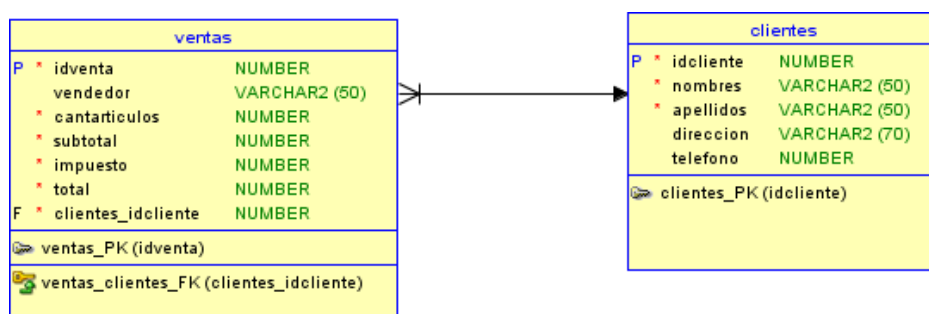 ventas
P * idventa NUMBER
vendedor VARCHAR2 (50)
* cantarticulos NUMBER
* subtotal NUMBER
* impuesto NUMBER
* total NUMBER
F * clientes_idcliente NUMBER
ventas_PK (idventa)
ventas_clientes_FK (clientes_idcliente)
clientes
P * idcliente NUMBER
* nombres VARCHAR2 (50)
* apellidos VARCHAR2 (50)
direccion VARCHAR2 (70)
telefono NUMBER
clientes_PK (idcliente)